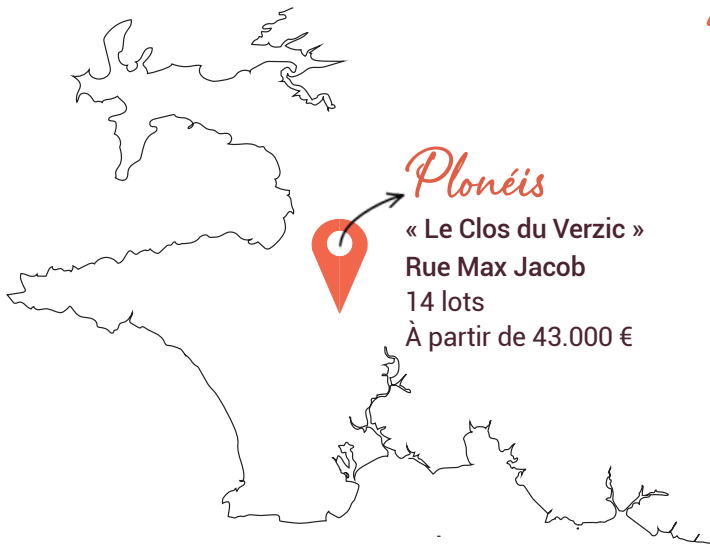 Plonéis
« Le Clos du Verzic »
Rue Max Jacob
14 lots
À partir de 43.000 €